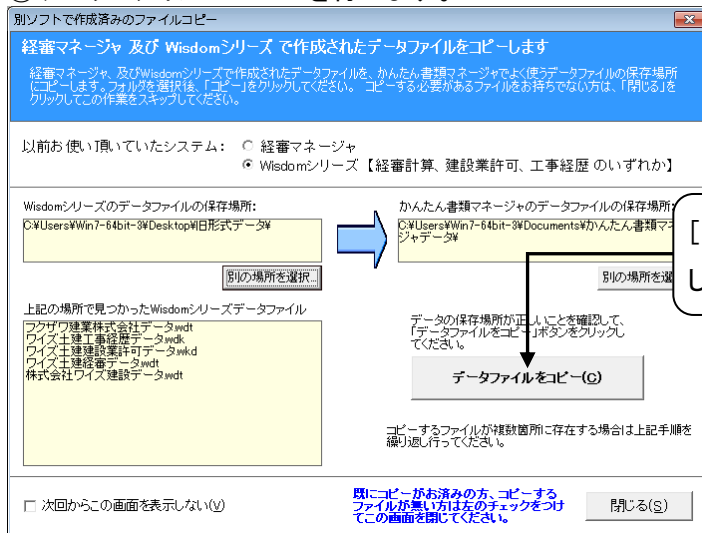 別ソフトで作成済みのファイルコピー
経審マネージャ 及び Wisdomシリーズ で作成されたデータファイルをコピーします
経審マネージャ、及びWisdomシリーズで作成されたデータファイルを、かんたん書類マネージャでよく使うデータファイルの保存場所
にコピーします。フォルダを選択後、「コピー」をクリックしてください。 コピーする必要があるファイルをお持ちでない方は、「閉じる」を
クリックしてこの作業をスキップしてください。
以前お使い頂いていたシステム：
経審マネージャ
Wisdomシリーズ【経審計算、建設業許可、工事経歴 のいずれか】
Wisdomシリーズのデータファイルの保存場所:
C:¥Users¥Win7-64bit-3¥Desktop¥旧形式データ¥
別の場所を選択...
上記の場所で見つかったWisdomシリーズデータファイル
フクザワ建業株式会社データ.wdt
ワイズ土建工事経歴データ.wdk
ワイズ土建建設業許可データ.wkd
ワイズ土建経審データ.wdt
株式会社ワイズ建設データ.wdt
かんたん書類マネージャのデータファイルの保存場所:
C:¥Users¥Win7-64bit-3¥Documents¥かんたん書類マネ
ジャデータ¥
別の場所を選
[
データの保存場所が正しいことを確認して、
「データファイルをコピー」ボタンをクリックし
てください。
データファイルをコピー(C)
コピーするファイルが複数箇所に存在する場合は上記手順を
繰り返し行ってください。
次回からこの画面を表示しない(V)
既にコピーがお済みの方、コピーする
ファイルが無い方は左のチェックをつけ
てこの画面を閉じてください。
閉じる(S)